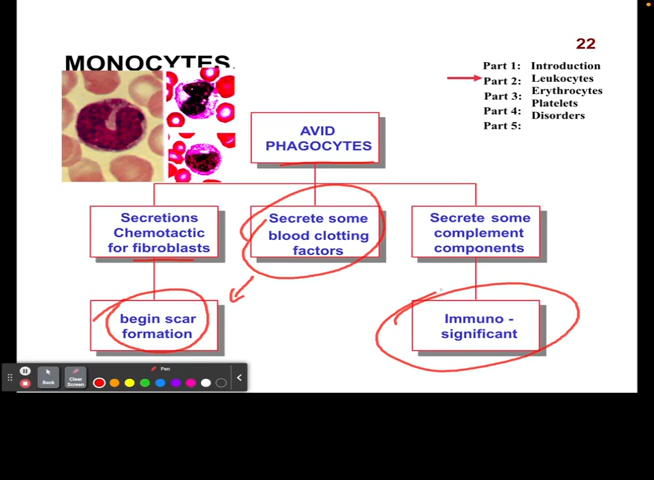 22
MONOCYTES
Part 1: Introduction
Part 2: Leukocytes
Part 3: Erythrocytes
Part 4: Platelets
Part 5: Disorders
AVID
PHAGOCYTES
Secretions
Chemotactic
for fibroblasts
Secrete some
blood clotting
factors
Secrete some
complement
components
begin scar
formation
Immuno -
significant
Pen
Back
Clear
Screen